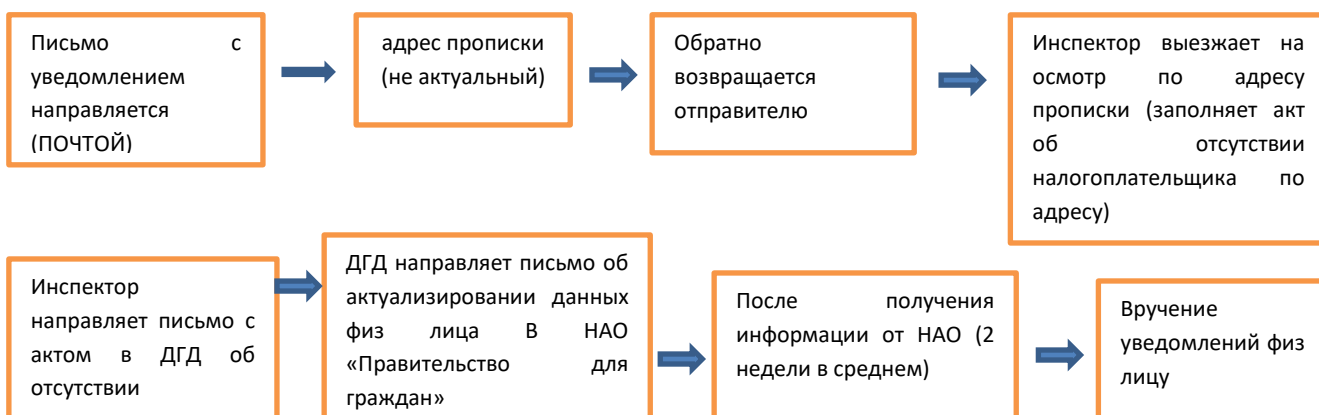 Письмо с
уведомлением
направляется
(ПОЧТОЙ)
адрес прописки
(не актуальный)
Обратно
возвращается
отправителю
Инспектор выезжает на
осмотр по адресу
прописки (заполняет акт
об отсутствии
налогоплательщика по
адресу)
Инспектор
направляет письмо с
актом в ДГД об
отсутствии
ДГД направляет письмо об
актуализировании данных
физ лица В НАО
«Правительство для
граждан»
После получения
информации от НАО (2
недели в среднем)
Вручение
уведомлений физ
лицу